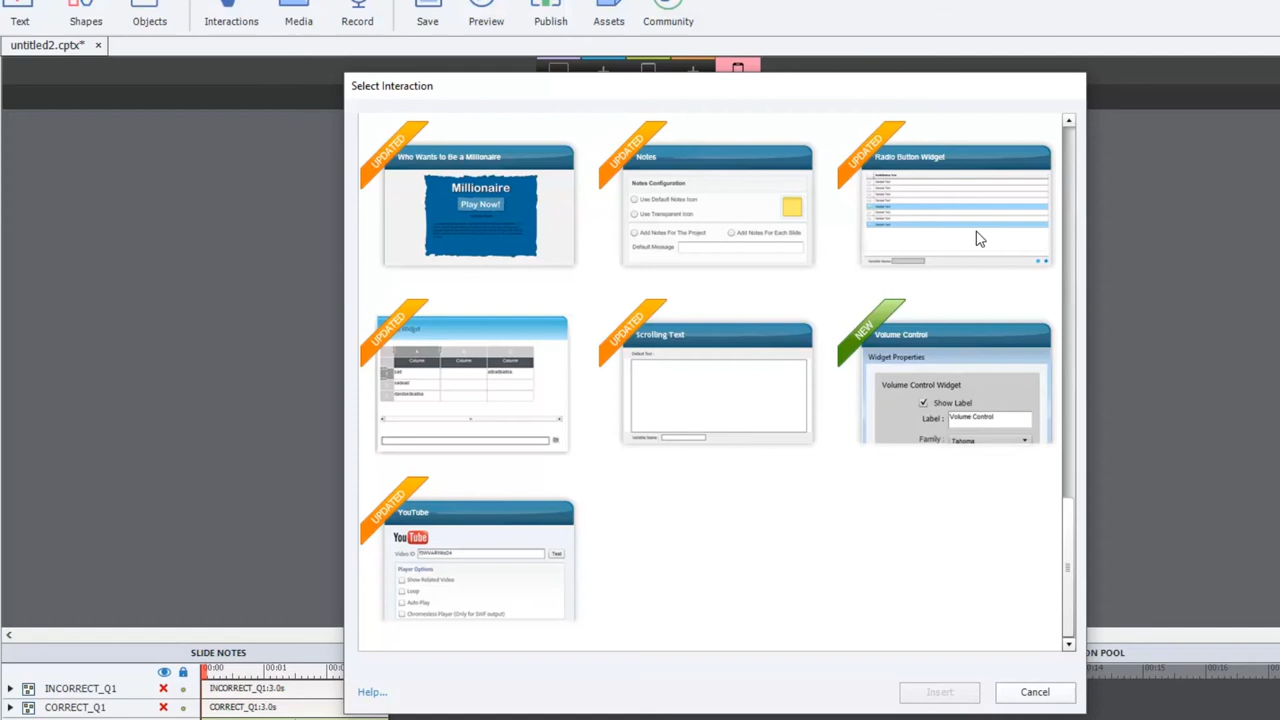 Text Shapes Objects Interactions Media Record Save Preview Publish Assets Community
untitled2.cptx* ×
Select Interaction
UPDATED
Who Wants to Be a Millionaire
Millionaire
Play Now!
UPDATED
Notes
Notes Configuration
Use Default Notes Icon
Use Transparent Icon
Add Notes For The Project Add Notes For Each Slide
Default Message
UPDATED
Radio Button Widget
UPDATED
Widget
Column Column Column
UPDATED
Scrolling Text
Default Text :
Variable Name:
NEW
Volume Control
Widget Properties
Volume Control Widget
Show Label
Label : Volume Control
Family : Tahoma
UPDATED
YouTube
You Tube
Video ID Test
Player Options
Show Related Video
Loop
Auto Play
Chromeless Player (Only for SWF output)
Help...
Insert
Cancel
SLIDE NOTES
ON POOL
00:00 00:01 00:14 00:15 00:16
INCORRECT_Q1 INCORRECT_Q1:3.0s
CORRECT_Q1 CORRECT_Q1:3.0s